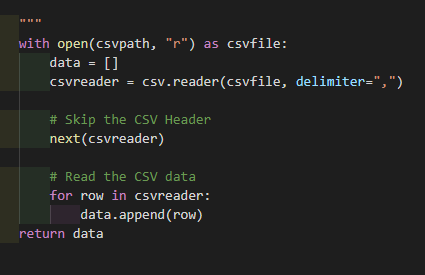 """
with open(csvpath, "r") as csvfile:
data = []
csvreader = csv.reader(csvfile, delimiter=",")
# Skip the CSV Header
next(csvreader)
# Read the CSV data
for row in csvreader:
data.append(row)
return data